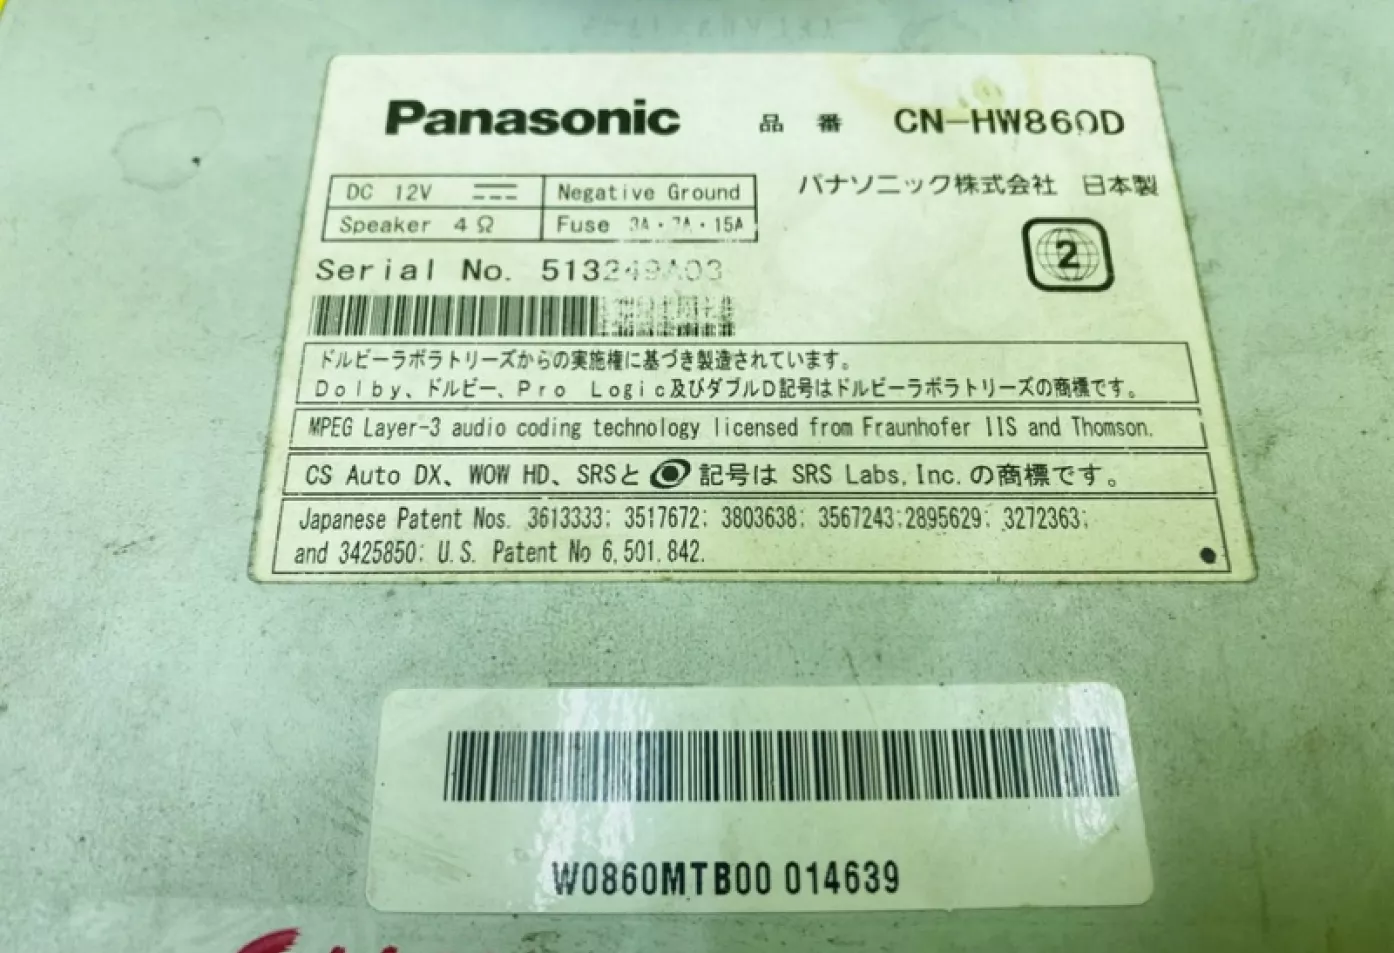 Panasonic 品番 CN-HW860D
パナソニック株式会社 日本製
DC 12V Negative Ground
Speaker 4Ω Fuse 3A・7A・15A
2
Serial No. 513249A03
ドルビーラボラトリーズからの実施権に基づき製造されています。
Dolby、ドルビー、Pro Logic及びダブルD記号はドルビーラボラトリーズの商標です。
MPEG Layer-3 audio coding technology licensed from Fraunhofer IIS and Thomson.
CS Auto DX、WOW HD、SRSと 記号は SRS Labs,Inc.の商標です。
Japanese Patent Nos. 3613333; 3517672; 3803638; 3567243;2895629; 3272363;
and 3425850; U.S. Patent No 6,501,842.
W0860MTB00 014639